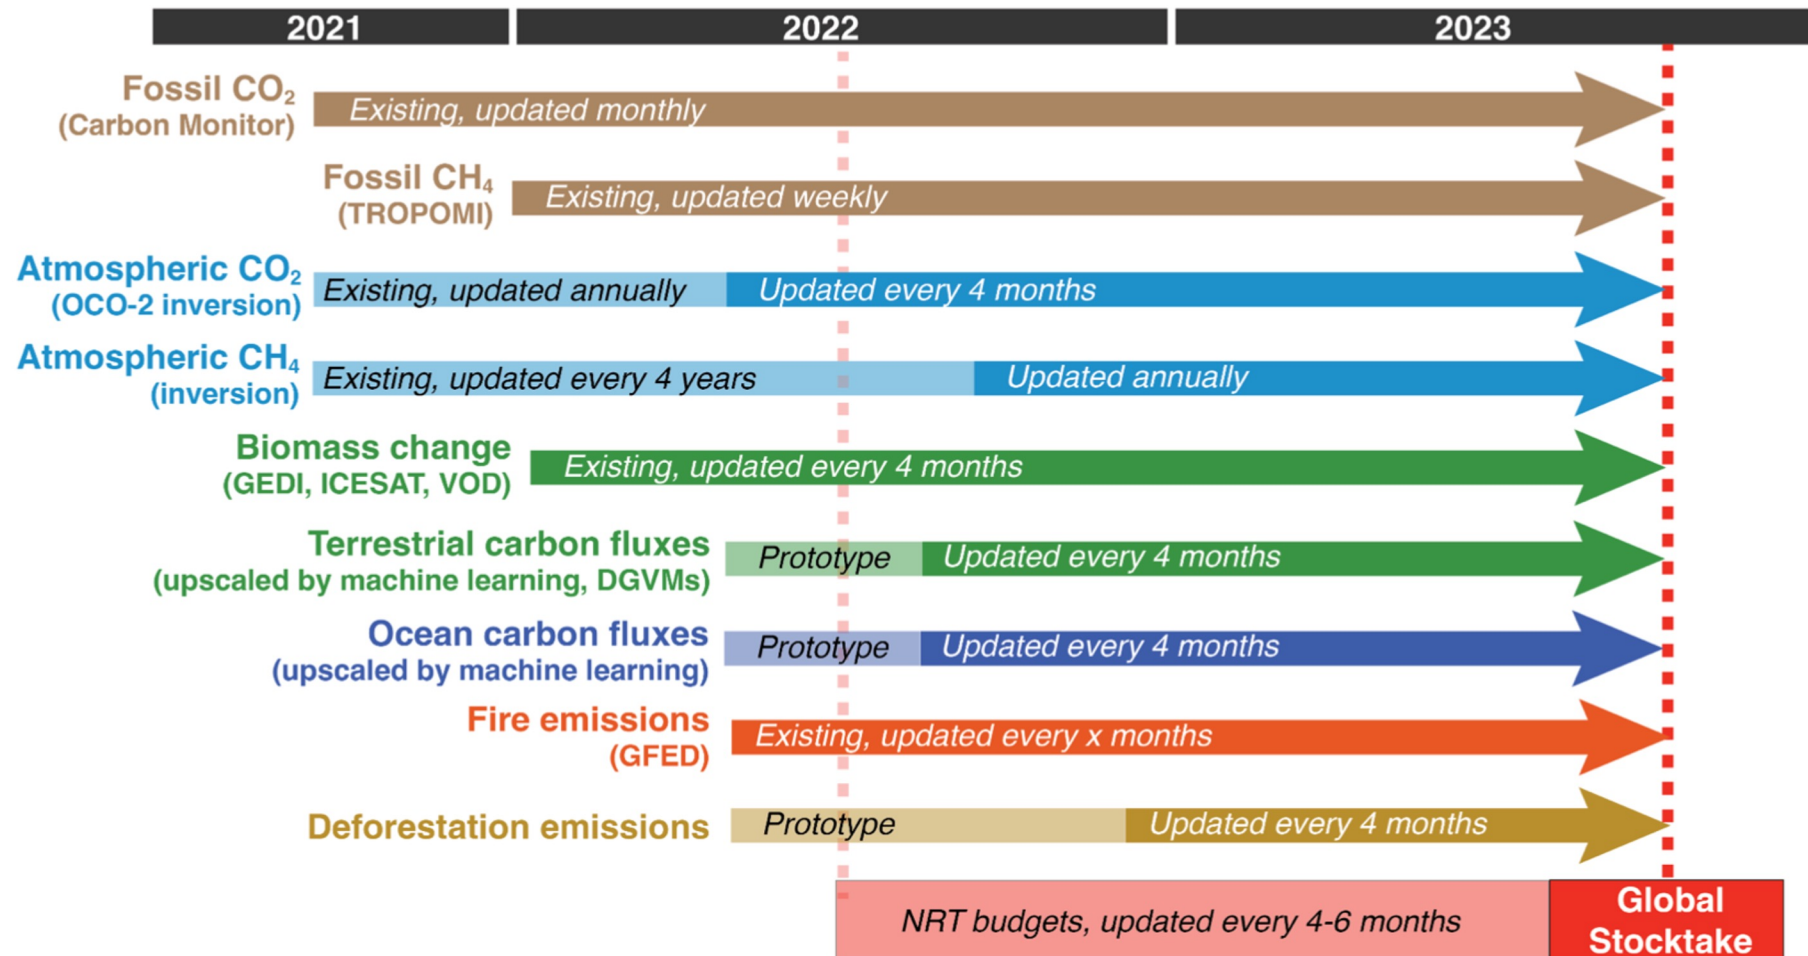 2021 2022 2023
Fossil CO₂
(Carbon Monitor)
Existing, updated monthly
Fossil CH₄
(TROPOMI)
Existing, updated weekly
Atmospheric CO₂
(OCO-2 inversion)
Existing, updated annually
Updated every 4 months
Atmospheric CH₄
(inversion)
Existing, updated every 4 years
Updated annually
Biomass change
(GEDI, ICESAT, VOD)
Existing, updated every 4 months
Terrestrial carbon fluxes
(upscaled by machine learning, DGVMs)
Prototype
Updated every 4 months
Ocean carbon fluxes
(upscaled by machine learning)
Prototype
Updated every 4 months
Fire emissions
(GFED)
Existing, updated every x months
Deforestation emissions
Prototype
Updated every 4 months
NRT budgets, updated every 4-6 months
Global
Stocktake